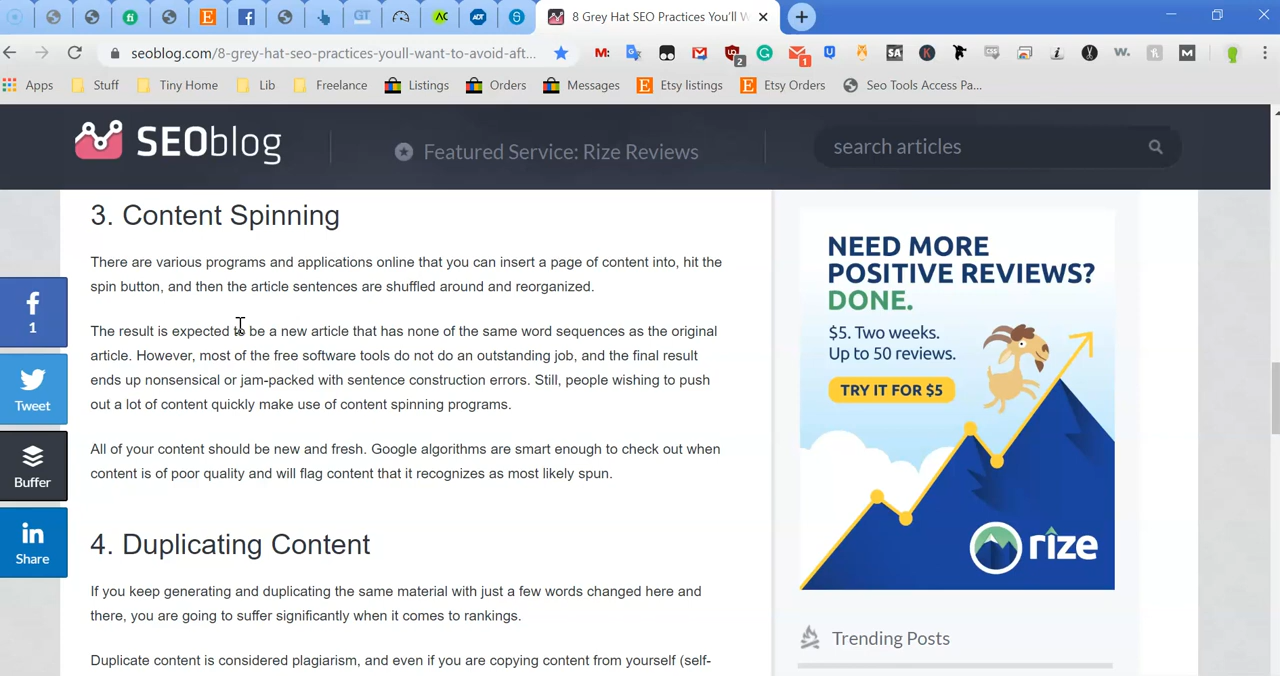 GT
AC
ADT
S
8 Grey Hat SEO Practices You'll W
seoblog.com/8-grey-hat-seo-practices-youll-want-to-avoid-aft...
M:
2
1
SA
K
CSS
W.
M
Apps
Stuff
Tiny Home
Lib
Freelance
Listings
Orders
Messages
Etsy listings
Etsy Orders
Seo Tools Access Pa...
SEOblog
Featured Service: Rize Reviews
search articles
3. Content Spinning
There are various programs and applications online that you can insert a page of content into, hit the
spin button, and then the article sentences are shuffled around and reorganized.
The result is expected to be a new article that has none of the same word sequences as the original
article. However, most of the free software tools do not do an outstanding job, and the final result
ends up nonsensical or jam-packed with sentence construction errors. Still, people wishing to push
out a lot of content quickly make use of content spinning programs.
All of your content should be new and fresh. Google algorithms are smart enough to check out when
content is of poor quality and will flag content that it recognizes as most likely spun.
4. Duplicating Content
If you keep generating and duplicating the same material with just a few words changed here and
there, you are going to suffer significantly when it comes to rankings.
Duplicate content is considered plagiarism, and even if you are copying content from yourself (self-
1
Tweet
Buffer
in
Share
NEED MORE
POSITIVE REVIEWS?
DONE.
$5. Two weeks.
Up to 50 reviews.
TRY IT FOR $5
rize
Trending Posts